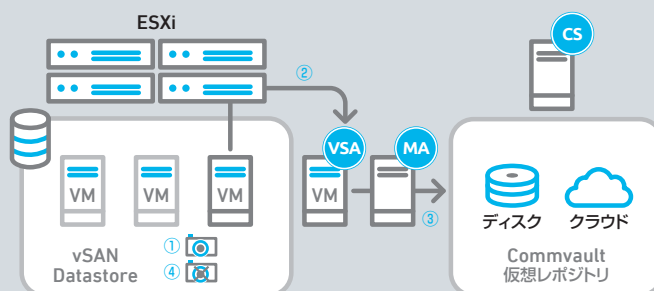 ESXi
CS
②
VSA
MA
VM
VM
VM
VM
③
ディスク
クラウド
①
④
vSAN
Datastore
Commvault
仮想レポジトリ